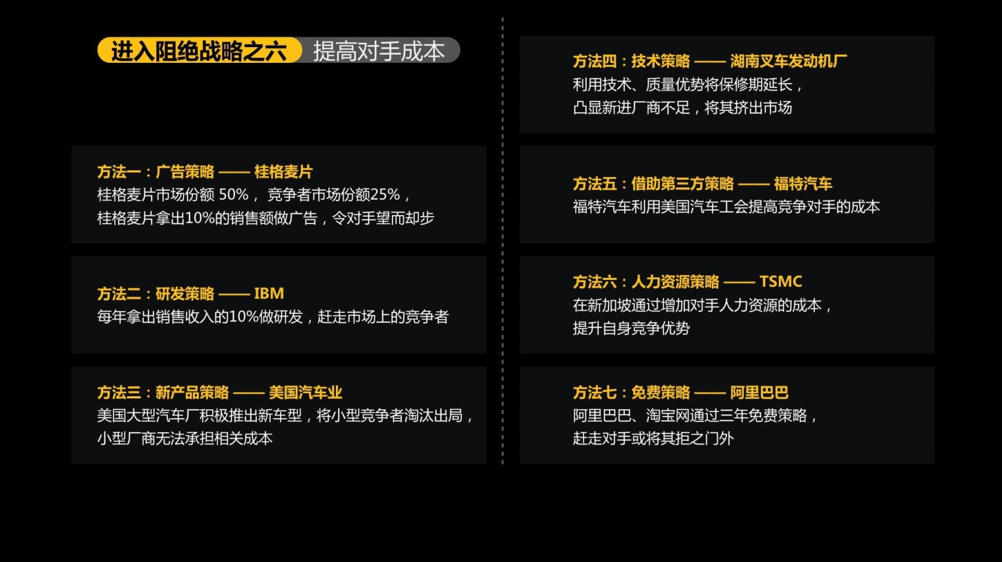 进入阻绝战略之六 提高对手成本
方法一：广告策略 —— 桂格麦片
桂格麦片市场份额 50%， 竞争者市场份额25%，
桂格麦片拿出10%的销售额做广告，令对手望而却步
方法二：研发策略 —— IBM
每年拿出销售收入的10%做研发，赶走市场上的竞争者
方法三：新产品策略 —— 美国汽车业
美国大型汽车厂积极推出新车型，将小型竞争者淘汰出局，
小型厂商无法承担相关成本
方法四：技术策略 —— 湖南叉车发动机厂
利用技术、质量优势将保修期延长，
凸显新进厂商不足，将其挤出市场
方法五：借助第三方策略 —— 福特汽车
福特汽车利用美国汽车工会提高竞争对手的成本
方法六：人力资源策略 —— TSMC
在新加坡通过增加对手人力资源的成本，
提升自身竞争优势
方法七：免费策略 —— 阿里巴巴
阿里巴巴、淘宝网通过三年免费策略，
赶走对手或将其拒之门外